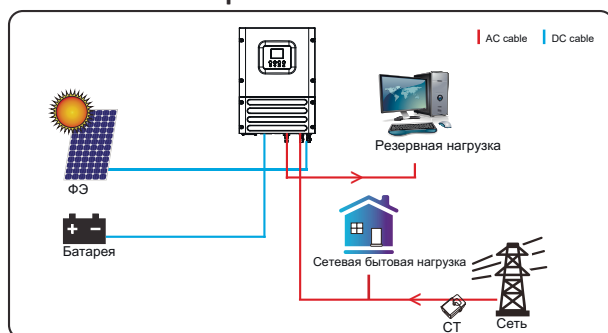 AC cable
DC cable
Резервная нагрузка
ФЭ
Батарея
Сетевая бытовая нагрузка
CT
Сеть